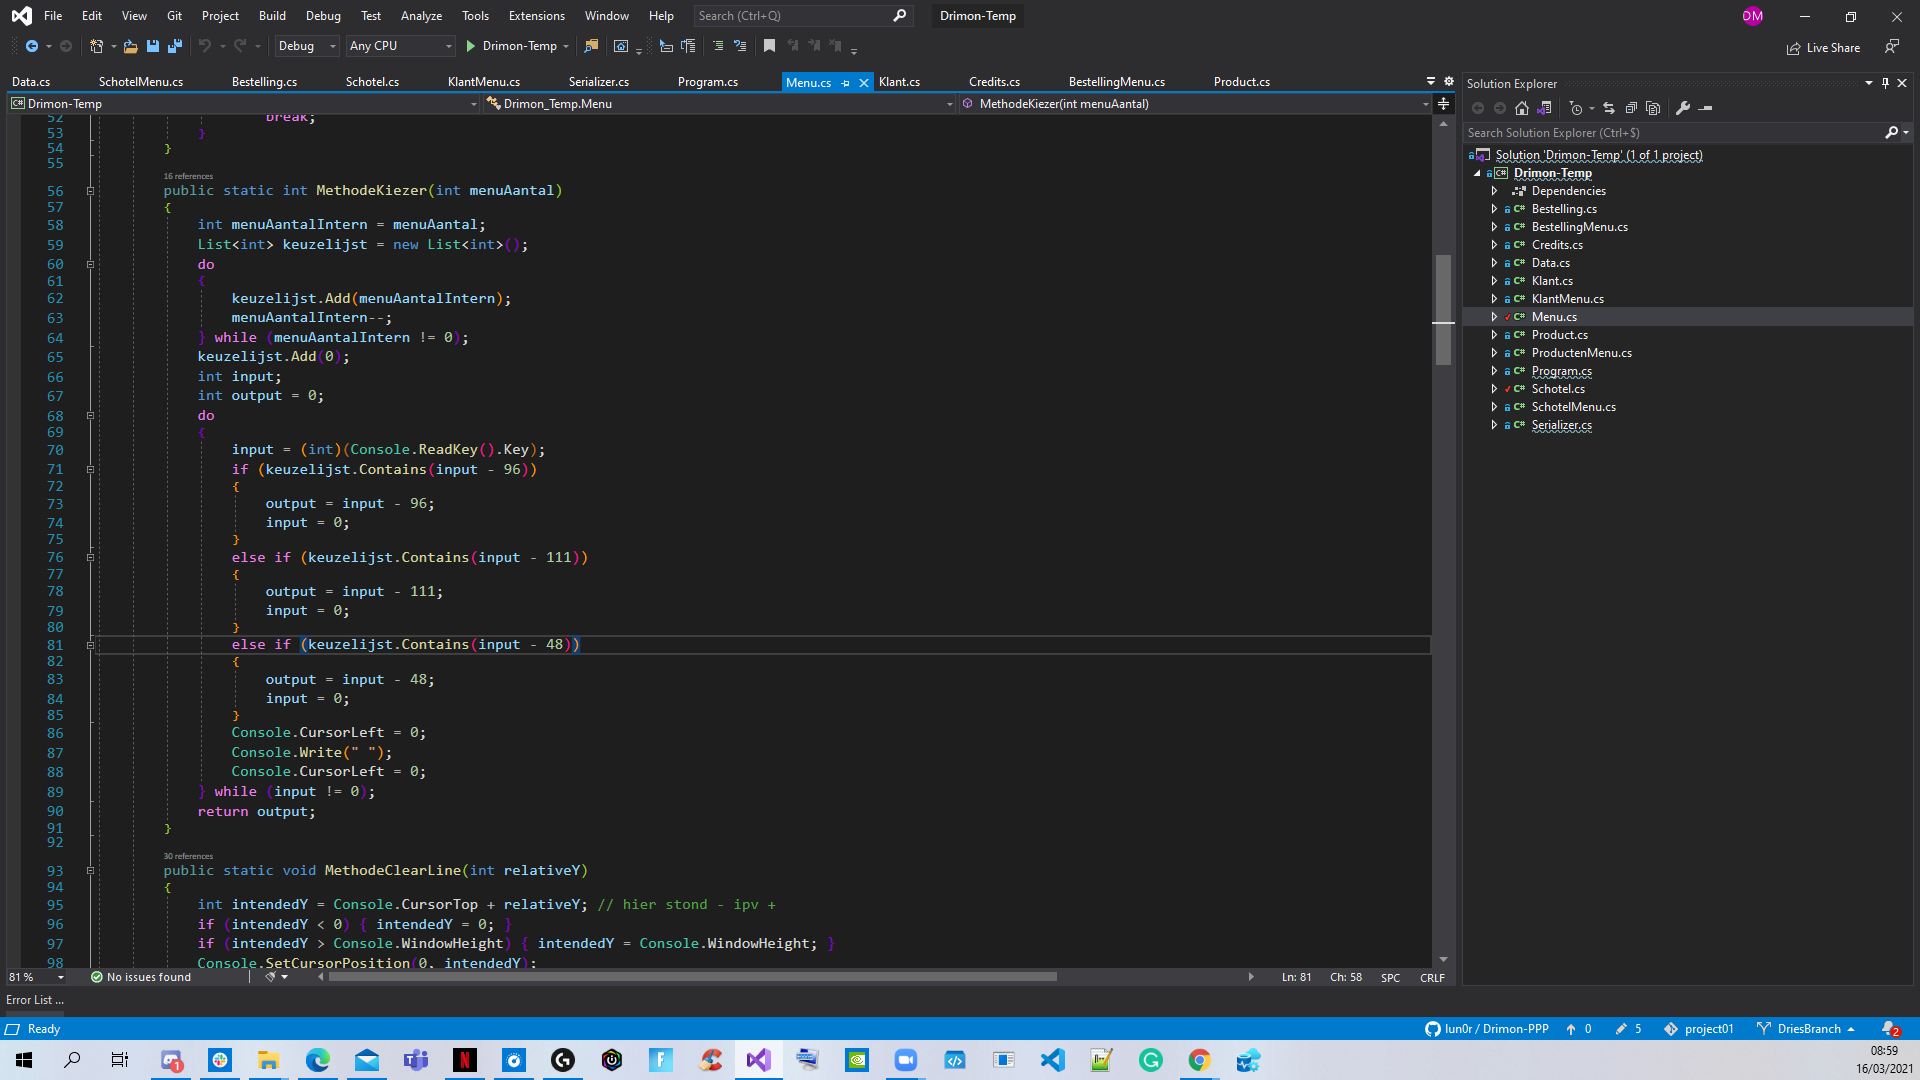 File Edit View Git Project Build Debug Test Analyze Tools Extensions Window Help Search (Ctrl+Q) Drimon-Temp DM
Debug Any CPU Drimon-Temp Live Share
Data.cs SchotelMenu.cs Bestelling.cs Schotel.cs KlantMenu.cs Serializer.cs Program.cs Menu.cs Klant.cs Credits.cs BestellingMenu.cs Product.cs
Drimon-Temp Drimon_Temp.Menu MethodeKiezer(int menuAantal)
52 break;
53 }
54 }
55
16 references
56 public static int MethodeKiezer(int menuAantal)
57 {
58 int menuAantalIntern = menuAantal;
59 List<int> keuzelijst = new List<int>();
60 do
61 {
62 keuzelijst.Add(menuAantalIntern);
63 menuAantalIntern--;
64 } while (menuAantalIntern != 0);
65 keuzelijst.Add(0);
66 int input;
67 int output = 0;
68 do
69 {
70 input = (int)(Console.ReadKey().Key);
71 if (keuzelijst.Contains(input - 96))
72 {
73 output = input - 96;
74 input = 0;
75 }
76 else if (keuzelijst.Contains(input - 111))
77 {
78 output = input - 111;
79 input = 0;
80 }
81 else if (keuzelijst.Contains(input - 48))
82 {
83 output = input - 48;
84 input = 0;
85 }
86 Console.CursorLeft = 0;
87 Console.Write(" ");
88 Console.CursorLeft = 0;
89 } while (input != 0);
90 return output;
91 }
92
30 references
93 public static void MethodeClearLine(int relativeY)
94 {
95 int intendedY = Console.CursorTop + relativeY; // hier stond - ipv +
96 if (intendedY < 0) { intendedY = 0; }
97 if (intendedY > Console.WindowHeight) { intendedY = Console.WindowHeight; }
98 Console.SetCursorPosition(0, intendedY);
81 % No issues found Ln: 81 Ch: 58 SPC CRLF
Solution Explorer
Search Solution Explorer (Ctrl+$)
Solution 'Drimon-Temp' (1 of 1 project)
Drimon-Temp
Dependencies
C# Bestelling.cs
C# BestellingMenu.cs
C# Credits.cs
C# Data.cs
C# Klant.cs
C# KlantMenu.cs
C# Menu.cs
C# Product.cs
C# ProductenMenu.cs
C# Program.cs
C# Schotel.cs
C# SchotelMenu.cs
C# Serializer.cs
Error List ...
Ready lun0r / Drimon-PPP 0 5 project01 DriesBranch 2
08:59
16/03/2021